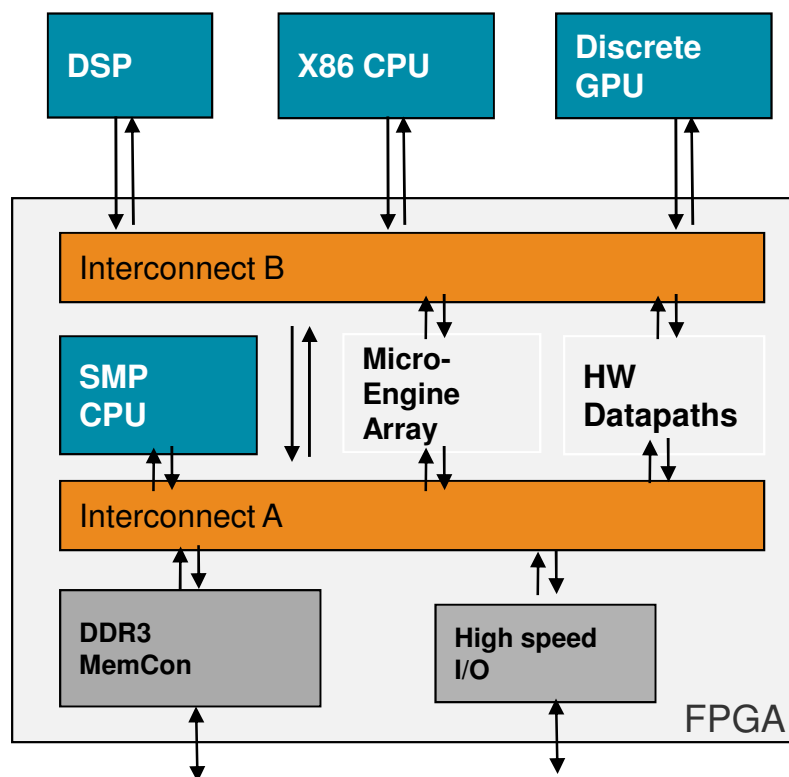 DSP
X86 CPU
Discrete
GPU
Interconnect B
SMP
CPU
Micro-
Engine
Array
HW
Datapaths
Interconnect A
DDR3
MemCon
High speed
I/O
FPGA